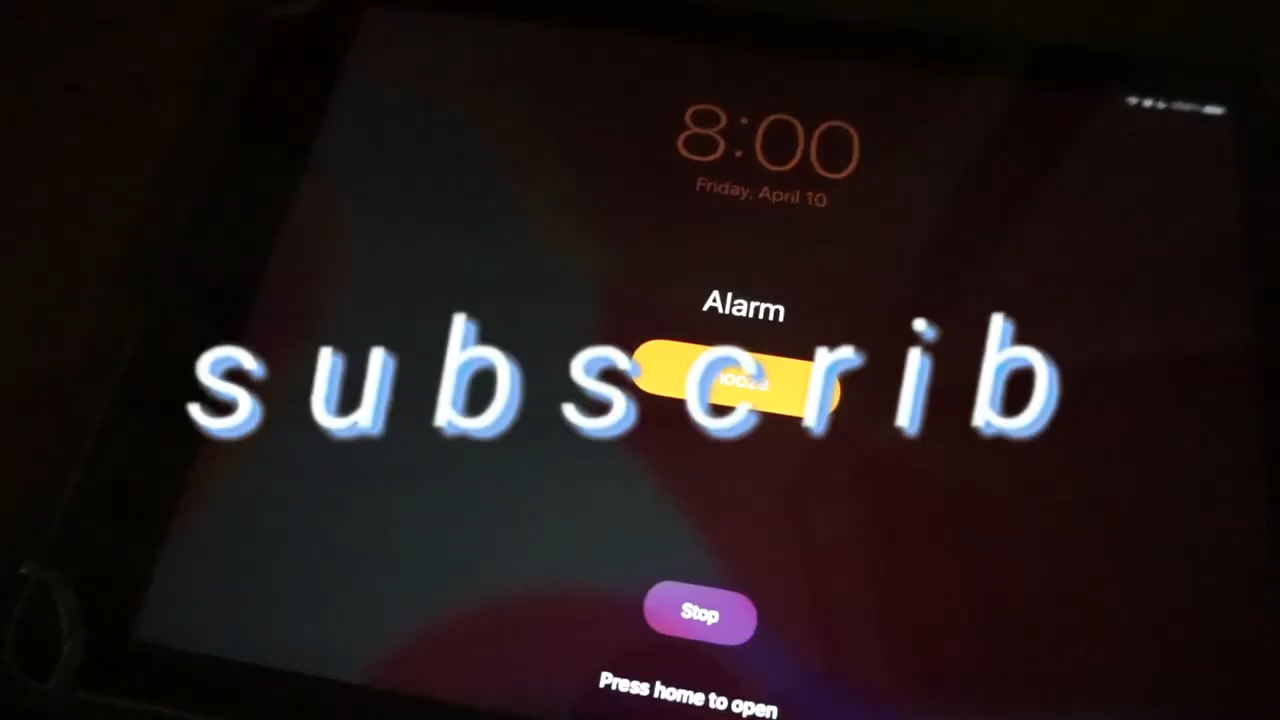 8:00
Friday, April 10
Alarm
subscrib
Stop
Press home to open